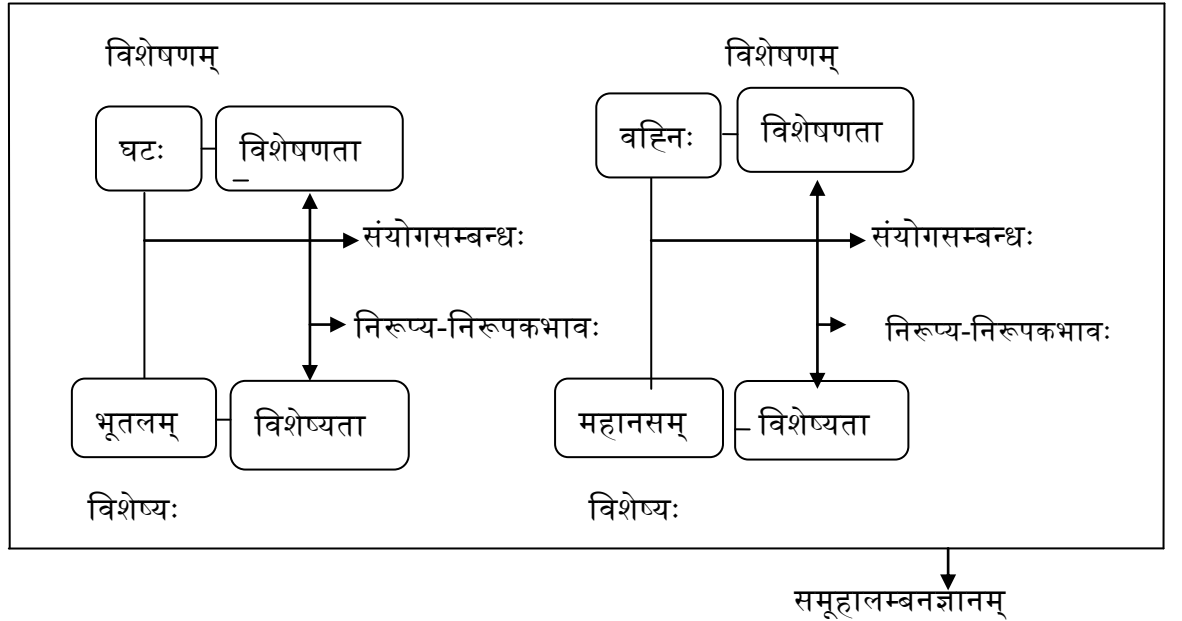 विशेषणम्
विशेषणम्
घटः
विशेषणता
वह्निः
विशेषणता
संयोगसम्बन्धः
संयोगसम्बन्धः
निरूप्य-निरूपकभावः
निरूप्य-निरूपकभावः
भूतलम्
विशेष्यता
महानसम्
विशेष्यता
विशेष्यः
विशेष्यः
समूहालम्बनज्ञानम्